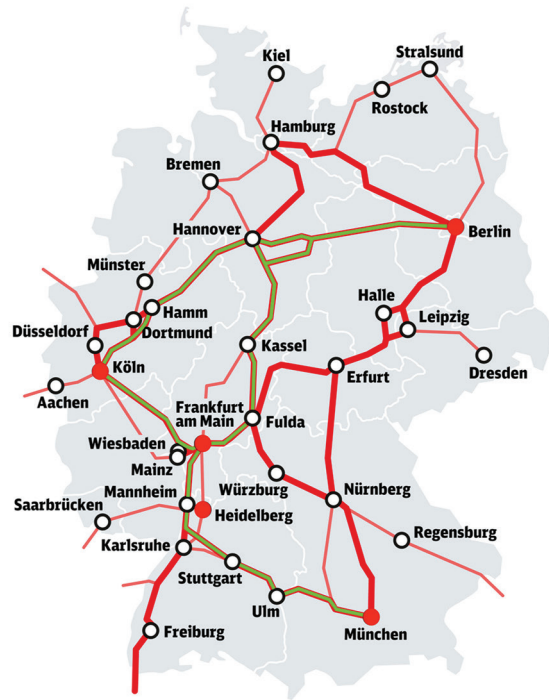 Kiel
Stralsund
Rostock
Hamburg
Bremen
Hannover
Berlin
Münster
Hamm
Halle
Leipzig
Dortmund
Düsseldorf
Kassel
Erfurt
Dresden
Köln
Aachen
Frankfurt
am Main
Fulda
Wiesbaden
Mainz
Würzburg
Nürnberg
Mannheim
Saarbrücken
Heidelberg
Regensburg
Karlsruhe
Stuttgart
Ulm
München
Freiburg